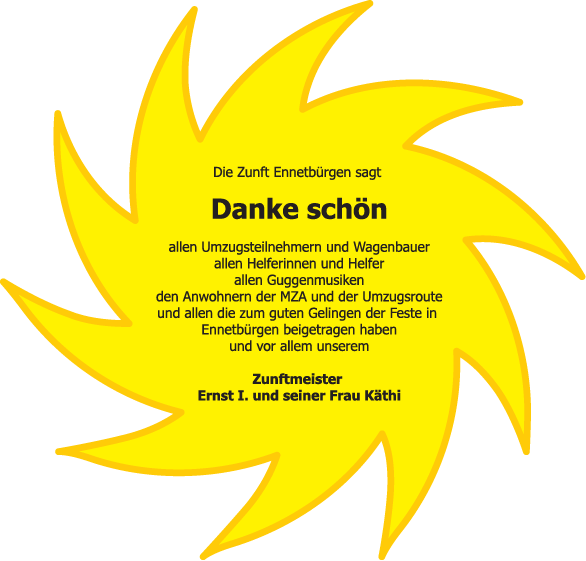 Die Zunft Ennetbürgen sagt
Danke schön
allen Umzugsteilnehmern und Wagenbauer
allen Helferinnen und Helfer
allen Guggenmusiken
den Anwohnern der MZA und der Umzugsroute
und allen die zum guten Gelingen der Feste in
Ennetbürgen beigetragen haben
und vor allem unserem
Zunftmeister
Ernst I. und seiner Frau Käthi